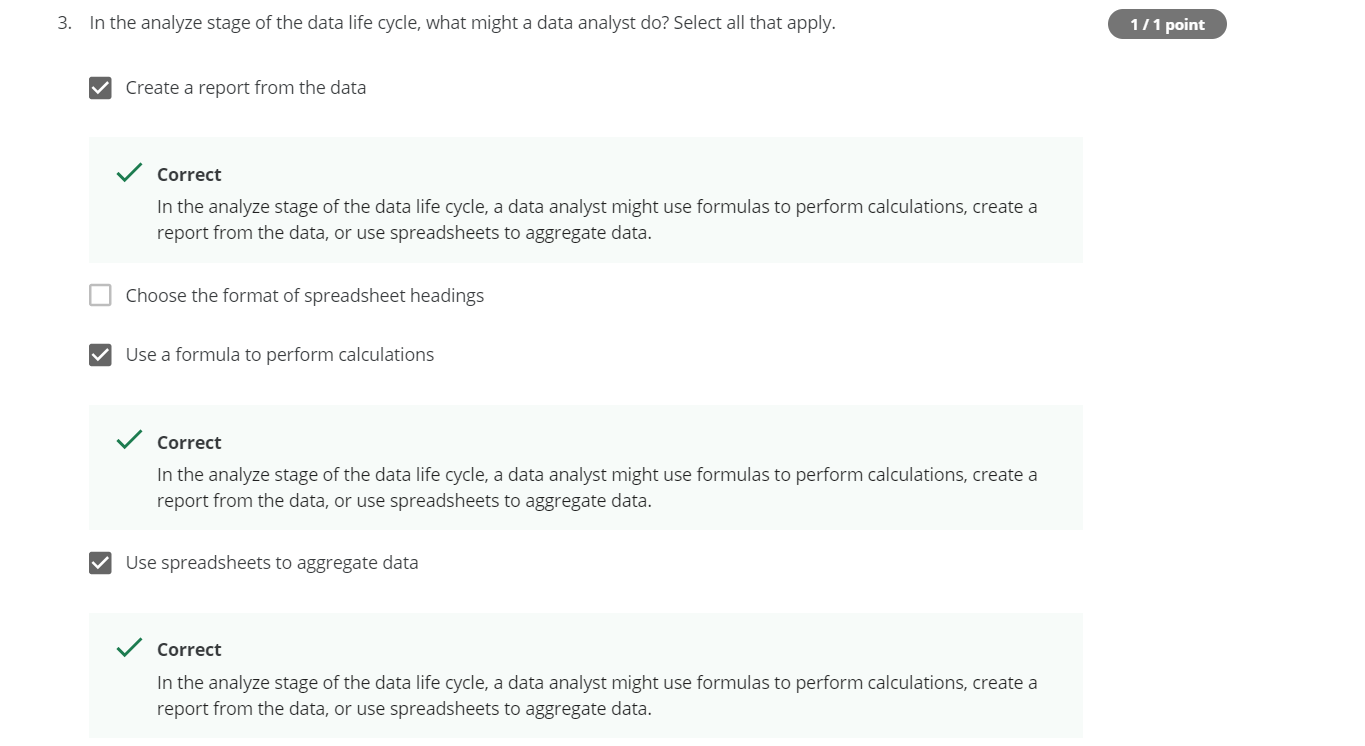 3. In the analyze stage of the data life cycle, what might a data analyst do? Select all that apply.
1 / 1 point
Create a report from the data
Correct
In the analyze stage of the data life cycle, a data analyst might use formulas to perform calculations, create a
report from the data, or use spreadsheets to aggregate data.
Choose the format of spreadsheet headings
Use a formula to perform calculations
Correct
In the analyze stage of the data life cycle, a data analyst might use formulas to perform calculations, create a
report from the data, or use spreadsheets to aggregate data.
Use spreadsheets to aggregate data
Correct
In the analyze stage of the data life cycle, a data analyst might use formulas to perform calculations, create a
report from the data, or use spreadsheets to aggregate data.